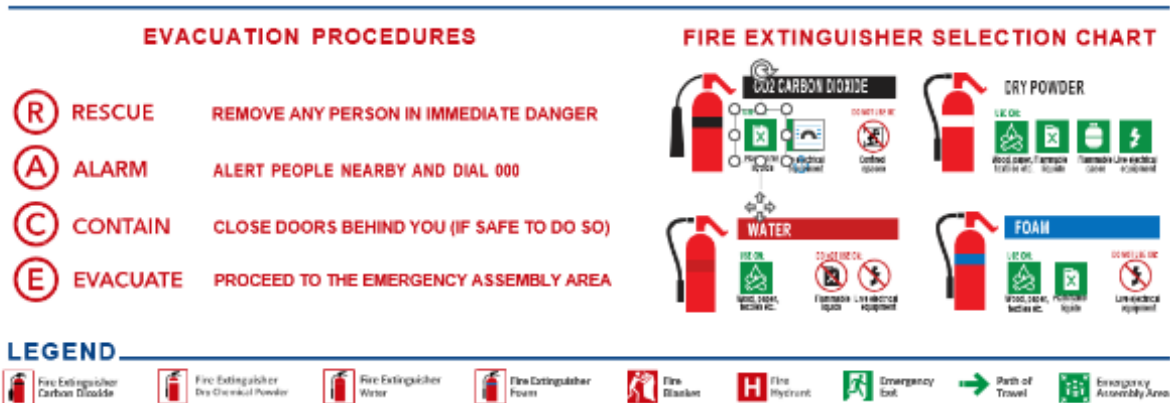 EVACUATION PROCEDURES
R RESCUE REMOVE ANY PERSON IN IMMEDIATE DANGER
A ALARM ALERT PEOPLE NEARBY AND DIAL 000
C CONTAIN CLOSE DOORS BEHIND YOU (IF SAFE TO DO SO)
E EVACUATE PROCEED TO THE EMERGENCY ASSEMBLY AREA
FIRE EXTINGUISHER SELECTION CHART
CO2 CARBON DIOXIDE
DO NOT USE IN:
liquids
equipment
Confined
spaces
DRY POWDER
USE ON:
Wood, paper,
textiles etc.
Flammable
liquids
Flammable
gases
Live electrical
equipment
WATER
USE ON:
Wood, paper,
textiles etc.
DO NOT USE ON:
Flammable
liquids
Live electrical
equipment
FOAM
USE ON:
Wood, paper,
textiles etc.
Flammable
liquids
DO NOT USE ON:
Live electrical
equipment
LEGEND
Fire Extinguisher
Carbon Dioxide
Fire Extinguisher
Dry Chemical Powder
Fire Extinguisher
Water
Fire Extinguisher
Foam
Fire
Blanket
H
Fire
Hydrant
Emergency
Exit
Path of
Travel
Emergency
Assembly Area